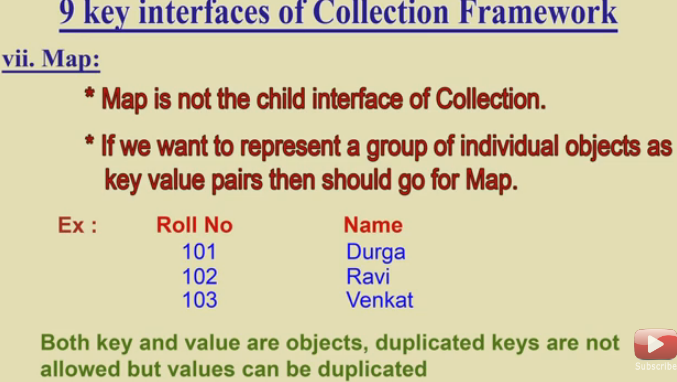 9 key interfaces of Collection Framework
vii. Map:
* Map is not the child interface of Collection.
* If we want to represent a group of individual objects as
key value pairs then should go for Map.
Ex : Roll No Name
101 Durga
102 Ravi
103 Venkat
Both key and value are objects, duplicated keys are not
allowed but values can be duplicated
Subscribe